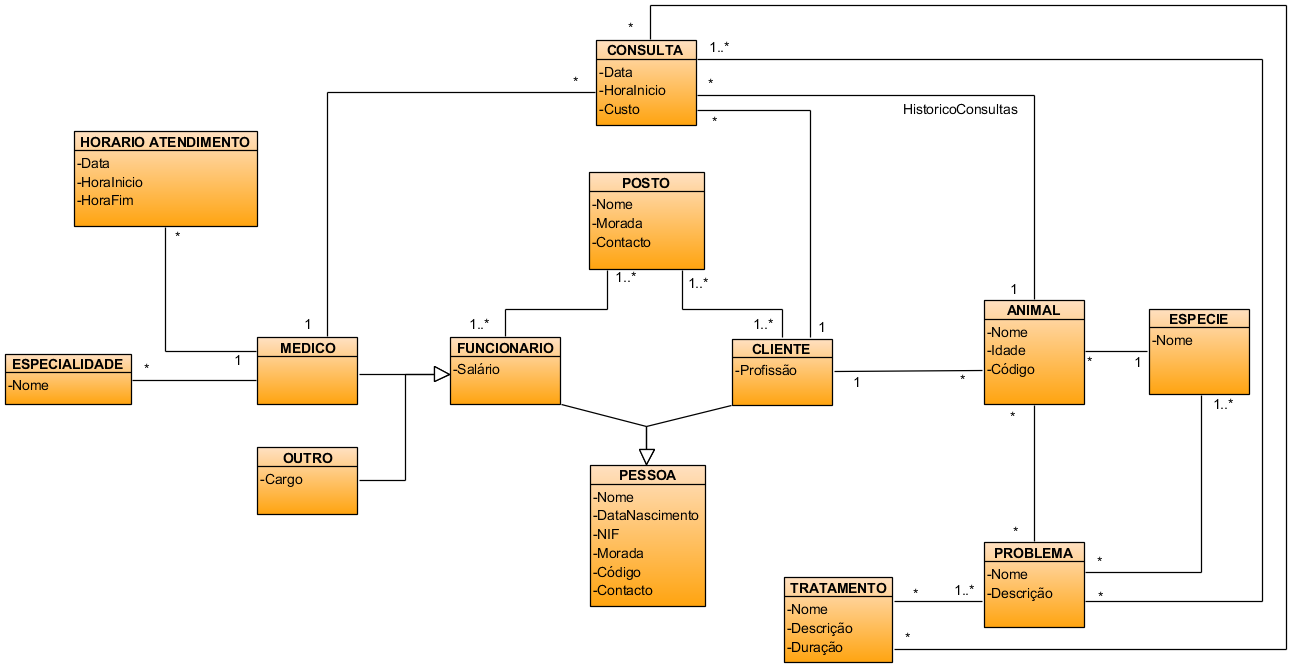 *
CONSULTA
1..*
-Data
-HoraInicio
-Custo
*
*
*
HistoricoConsultas
HORARIO ATENDIMENTO
-Data
-HoraInicio
-HoraFim
*
POSTO
-Nome
-Morada
-Contacto
1..*
1..*
1
1..*
1..*
1
1
MEDICO
1
FUNCIONARIO
-Salário
CLIENTE
-Profissão
1
*
ANIMAL
-Nome
-Idade
-Código
*
1
ESPECIE
-Nome
1..*
ESPECIALIDADE
-Nome
*
OUTRO
-Cargo
PESSOA
-Nome
-DataNascimento
-NIF
-Morada
-Código
-Contacto
*
*
PROBLEMA
-Nome
-Descrição
*
*
1..*
*
TRATAMENTO
-Nome
-Descrição
-Duração
*